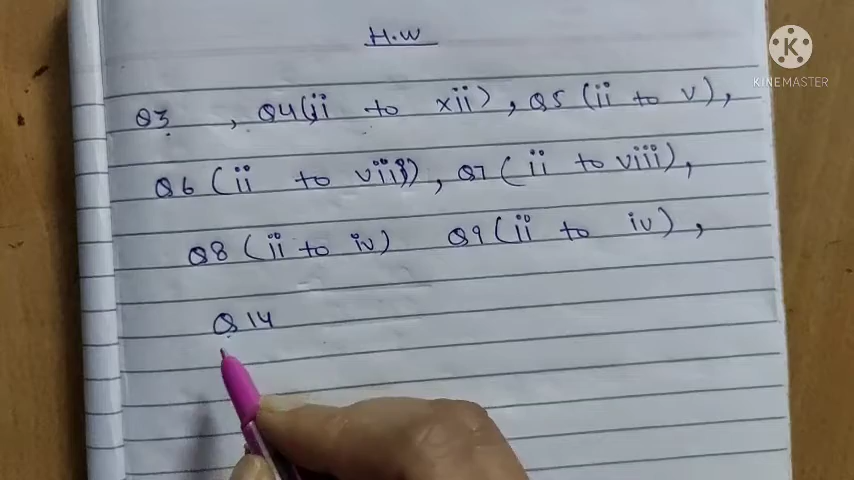 H.W
KINEMASTER
Q3 , Q4(ii to xii) , Q5 (ii to v) ,
Q6 (ii to viii) , Q7 (ii to viii) ,
Q8 (ii to iv) Q9 (ii to iv) ,
Q 14